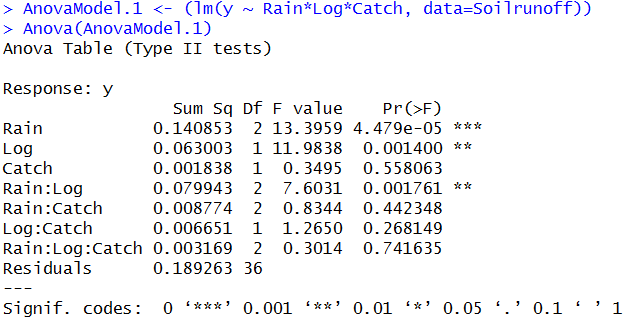 > AnovaModel.1 <- (lm(y ~ Rain*Log*Catch, data=Soilrunoff))
> Anova(AnovaModel.1)
Anova Table (Type II tests)
Response: y
Sum Sq Df F value Pr(>F)
Rain 0.140853 2 13.3959 4.479e-05 ***
Log 0.063003 1 11.9838 0.001400 **
Catch 0.001838 1 0.3495 0.558063
Rain:Log 0.079943 2 7.6031 0.001761 **
Rain:Catch 0.008774 2 0.8344 0.442348
Log:Catch 0.006651 1 1.2650 0.268149
Rain:Log:Catch 0.003169 2 0.3014 0.741635
Residuals 0.189263 36
---
Signif. codes: 0 ‘***’ 0.001 ‘**’ 0.01 ‘*’ 0.05 ‘.’ 0.1 ‘ ’ 1